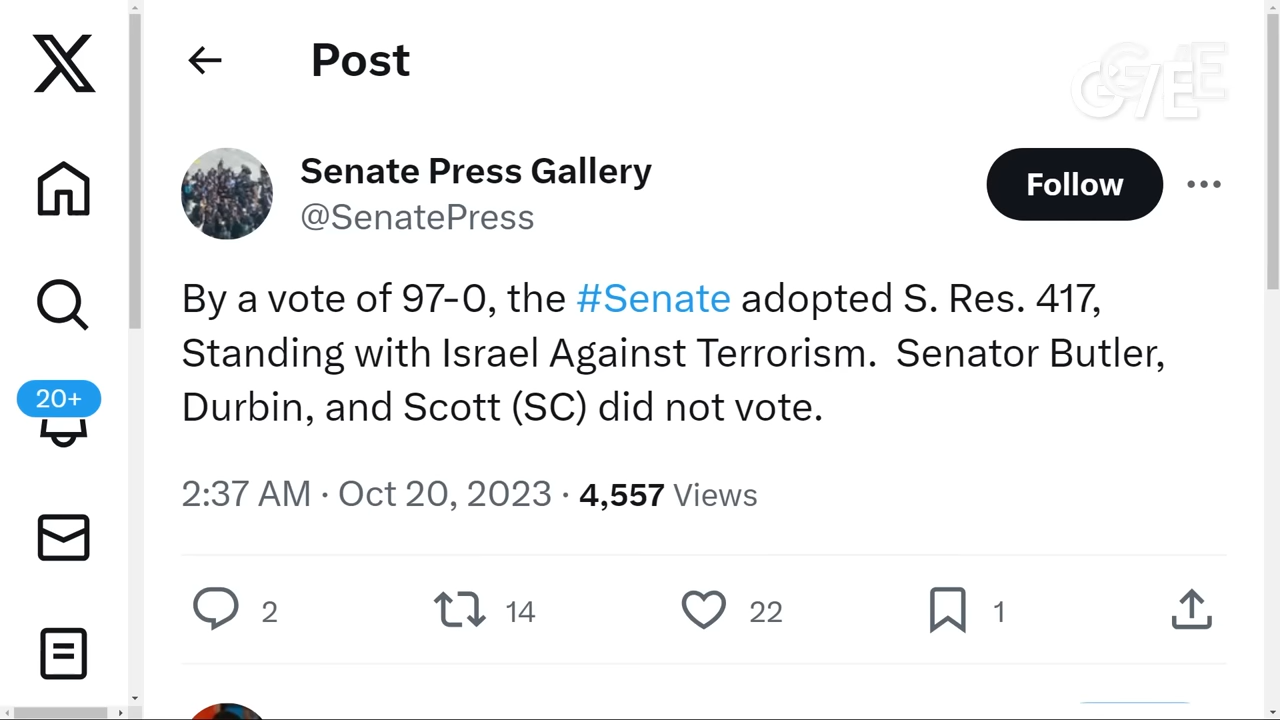 Post
Senate Press Gallery
@SenatePress
Follow
By a vote of 97-0, the #Senate adopted S. Res. 417,
Standing with Israel Against Terrorism.  Senator Butler,
Durbin, and Scott (SC) did not vote.
20+
2:37 AM · Oct 20, 2023 · 4,557 Views
2
14
22
1